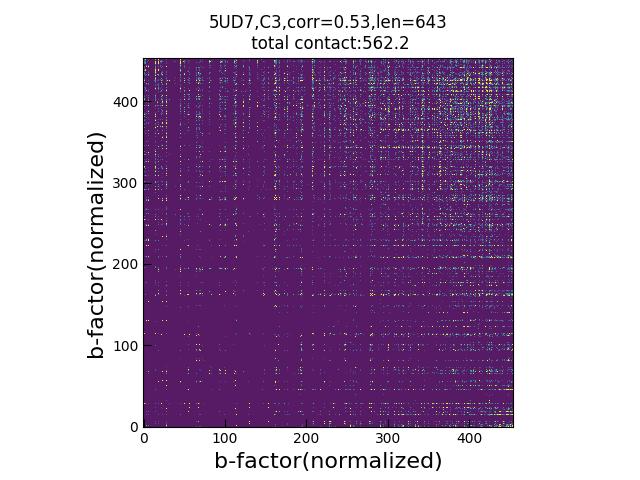 5UD7,C3,corr=0.53,len=643
total contact:562.2
b-factor(normalized)
400
300
200
100
0
0 100 200 300 400
b-factor(normalized)